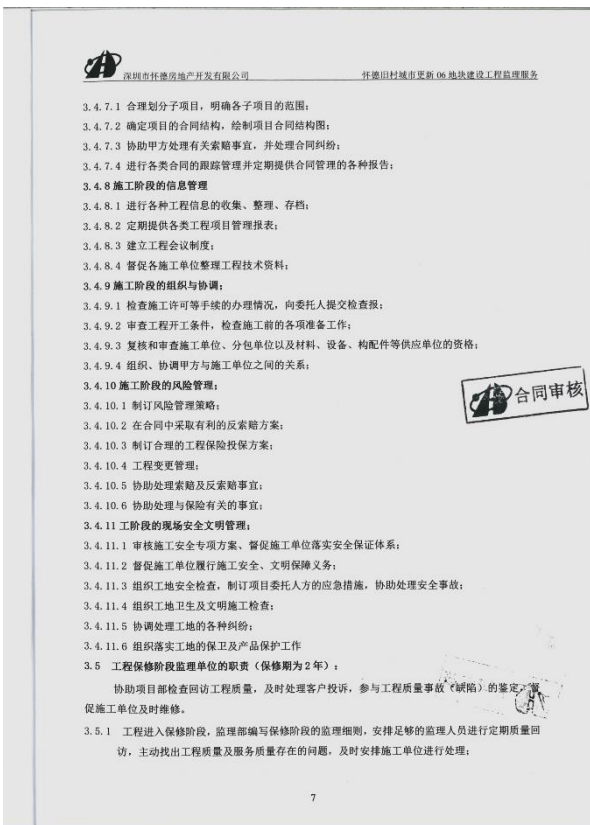 深圳市怀德房地产开发有限公司 怀德旧村城市更新 06 地块建设工程监理服务
3.4.7.1 合理划分子项目，明确各子项目的范围；
3.4.7.2 确定项目的合同结构，绘制项目合同结构图；
3.4.7.3 协助甲方处理有关索赔事宜，并处理合同纠纷；
3.4.7.4 进行各类合同的跟踪管理并定期提供合同管理的各种报告；
3.4.8 施工阶段的信息管理
3.4.8.1 进行各种工程信息的收集、整理、存档；
3.4.8.2 定期提供各类工程项目管理报表；
3.4.8.3 建立工程会议制度；
3.4.8.4 督促各施工单位整理工程技术资料；
3.4.9 施工阶段的组织与协调；
3.4.9.1 检查施工许可等手续的办理情况，向委托人提交检查报；
3.4.9.2 审查工程开工条件，检查施工前的各项准备工作；
3.4.9.3 复核和审查施工单位、分包单位以及材料、设备、构配件等供应单位的资格；
3.4.9.4 组织、协调甲方与施工单位之间的关系；
3.4.10 施工阶段的风险管理；
合同审核
3.4.10.1 制订风险管理策略；
3.4.10.2 在合同中采取有利的反索赔方案；
3.4.10.3 制订合理的工程保险投保方案；
3.4.10.4 工程变更管理；
3.4.10.5 协助处理索赔及反索赔事宜；
3.4.10.6 协助处理与保险有关的事宜；
3.4.11 工阶段的现场安全文明管理；
3.4.11.1 审核施工安全专项方案、督促施工单位落实安全保证体系；
3.4.11.2 督促施工单位履行施工安全、文明保障义务；
3.4.11.3 组织工地安全检查，制订项目委托人方的应急措施，协助处理安全事故；
3.4.11.4 组织工地卫生及文明施工检查；
3.4.11.5 协调处理工地的各种纠纷；
3.4.11.6 组织落实工地的保卫及产品保护工作
3.5 工程保修阶段监理单位的职责（保修期为 2 年）：
协助项目部检查回访工程质量，及时处理客户投诉，参与工程质量事故（缺陷）的鉴定，督
促施工单位及时维修。
3.5.1 工程进入保修阶段，监理部编写保修阶段的监理细则，安排足够的监理人员进行定期质量回
访，主动找出工程质量及服务质量存在的问题，及时安排施工单位进行处理；
7